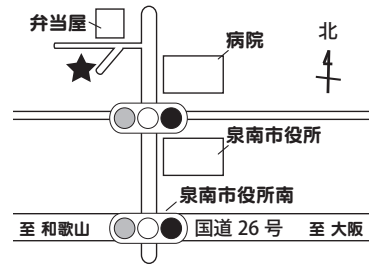 弁当屋
病院
北
泉南市役所
泉南市役所南
至 和歌山
国道 26 号
至 大阪